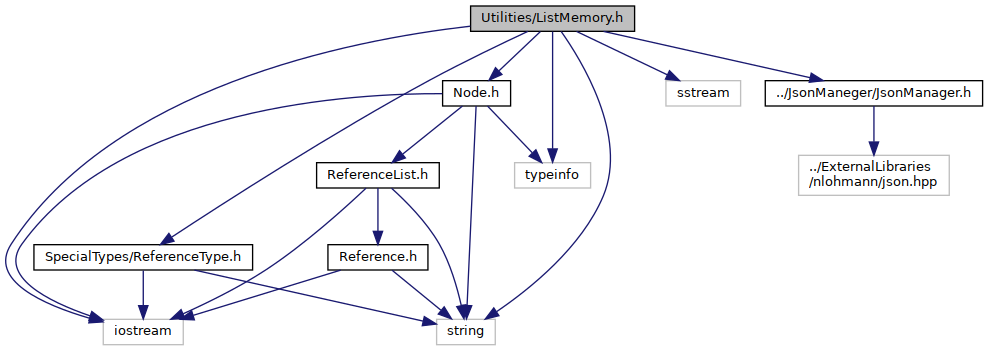 Utilities/ListMemory.h
Node.h
sstream
../JsonManeger/JsonManager.h
ReferenceList.h
typeinfo
../ExternalLibraries
/nlohmann/json.hpp
SpecialTypes/ReferenceType.h
Reference.h
iostream
string